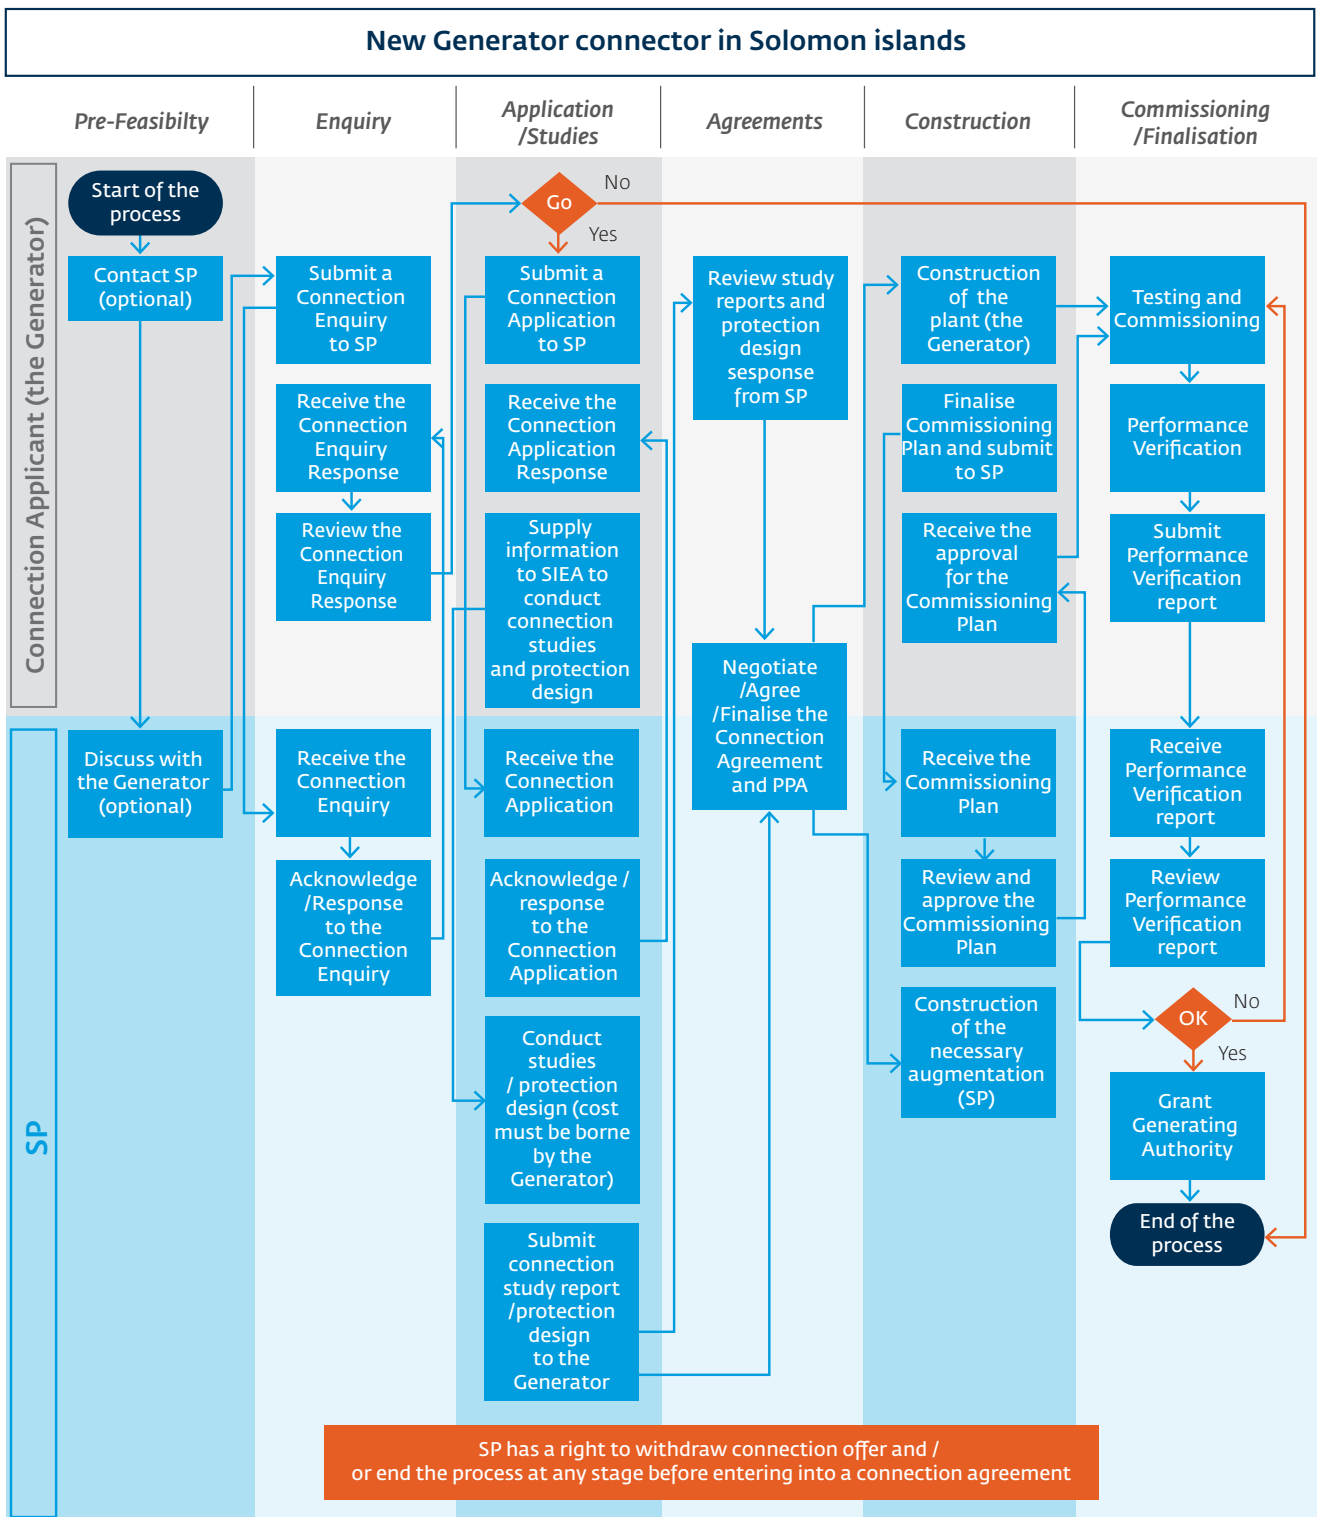 New Generator connector in Solomon islands
Pre-Feasibilty
Enquiry
Application
/Studies
Agreements
Construction
Commissioning
/Finalisation
Connection Applicant (the Generator)
Start of the
process
Contact SP
(optional)
Submit a
Connection
Enquiry
to SP
Receive the
Connection
Enquiry
Response
Review the
Connection
Enquiry
Response
Go
No
Yes
Submit a
Connection
Application
to SP
Receive the
Connection
Application
Response
Supply
information
to SIEA to
conduct
connection
studies
and protection
design
Review study
reports and
protection
design
sesponse
from SP
Negotiate
/Agree
/Finalise the
Connection
Agreement
and PPA
Construction
of the
plant (the
Generator)
Finalise
Commissioning
Plan and submit
to SP
Receive the
approval
for the
Commissioning
Plan
Testing and
Commissioning
Performance
Verification
Submit
Performance
Verification
report
SP
Discuss with
the Generator
(optional)
Receive the
Connection
Enquiry
Acknowledge
/Response
to the
Connection
Enquiry
Receive the
Connection
Application
Acknowledge /
response
to the
Connection
Application
Conduct
studies
/ protection
design (cost
must be borne
by the
Generator)
Submit
connection
study report
/protection
design
to the
Generator
Receive the
Commissioning
Plan
Review and
approve the
Commissioning
Plan
Construction
of the
necessary
augmentation
(SP)
Receive
Performance
Verification
report
Review
Performance
Verification
report
OK
No
Yes
Grant
Generating
Authority
End of the
process
SP has a right to withdraw connection offer and /
or end the process at any stage before entering into a connection agreement